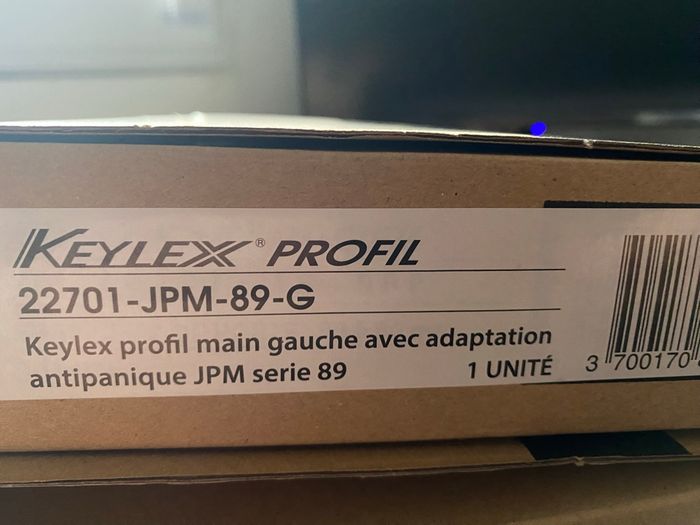 KEYLEX® PROFIL
22701-JPM-89-G
Keylex profil main gauche avec adaptation
antipanique JPM serie 89 1 UNITÉ
3 700170